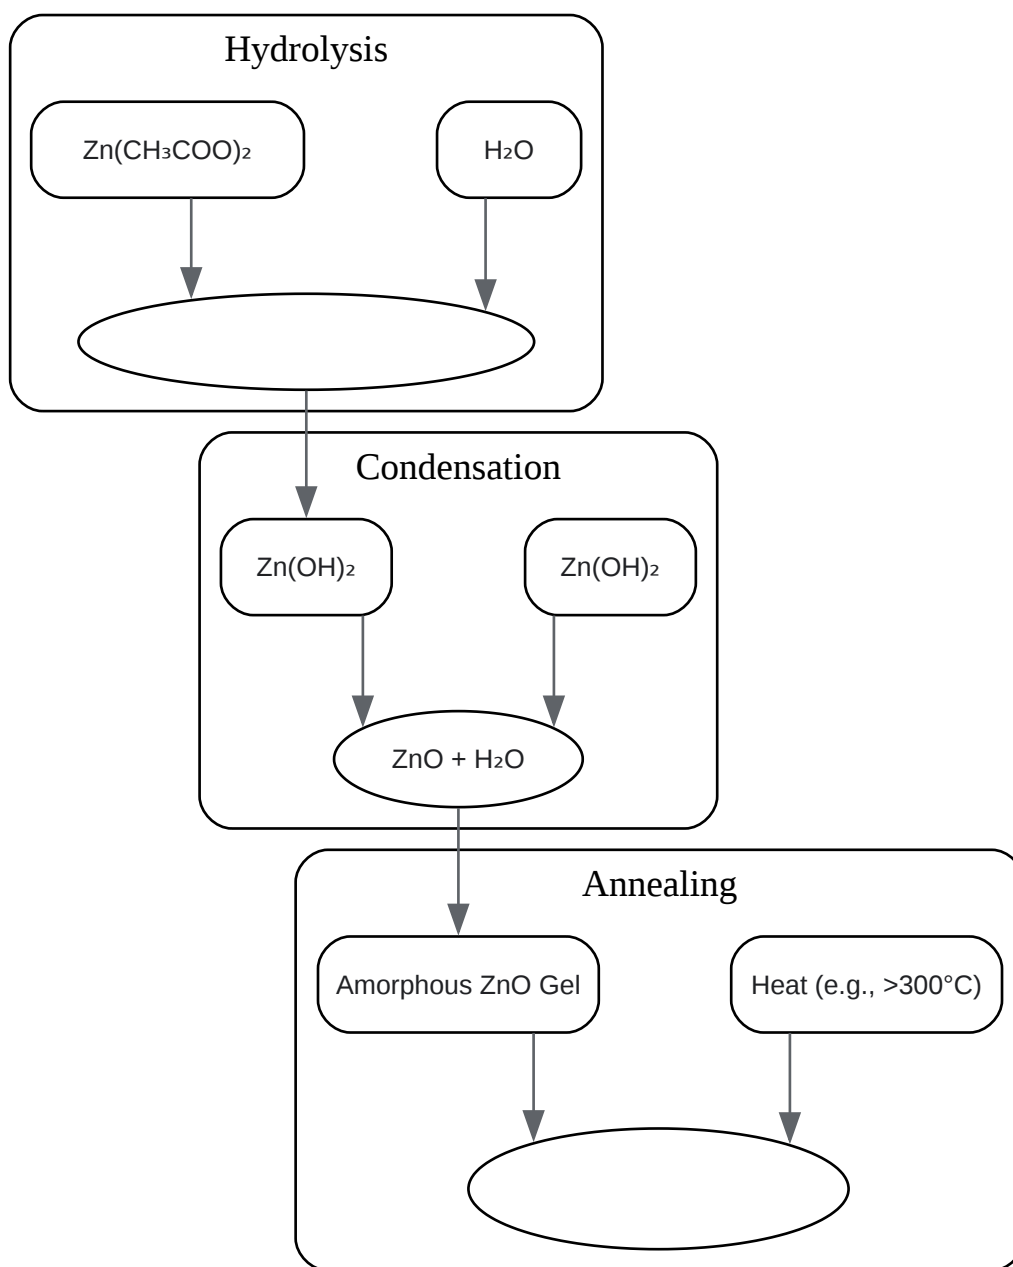 Hydrolysis
Zn(CH₃COO)₂
H₂O
Condensation
Zn(OH)₂
Zn(OH)₂
ZnO + H₂O
Annealing
Amorphous ZnO Gel
Heat (e.g., >300°C)